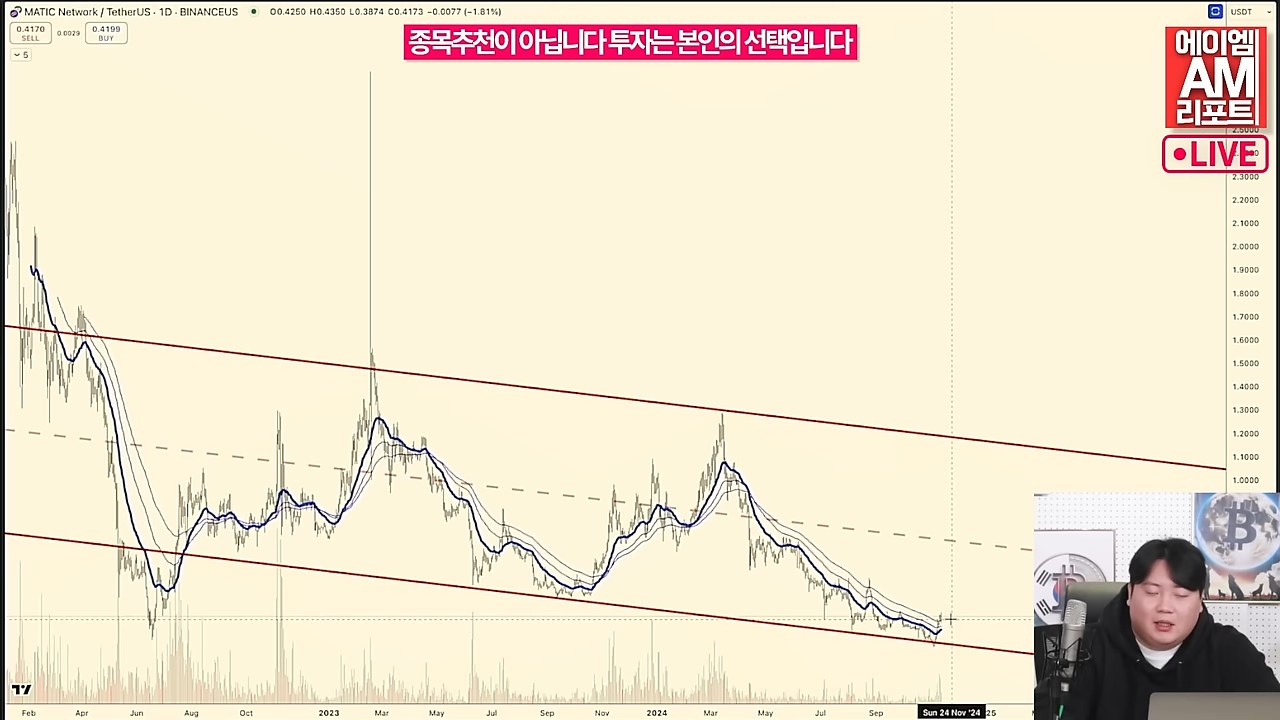 MATIC Network / TetherUS · 1D · BINANCEUS
O0.4250 H0.4350 L0.3874 C0.4173 −0.0077 (−1.81%)
USDT
0.4170
SELL
0.0029
0.4199
BUY
5
종목추천이 아닙니다 투자는 본인의 선택입니다
에이엠
AM
리포트
LIVE
2.5000
2.3000
2.2000
2.1000
2.0000
1.9000
1.8000
1.7000
1.6000
1.5000
1.4000
1.3000
1.2000
1.1000
1.0000
Feb
Apr
Jun
Aug
Oct
2023
Mar
May
Jul
Sep
Nov
2024
Mar
May
Jul
Sep
Sun 24 Nov '24
25